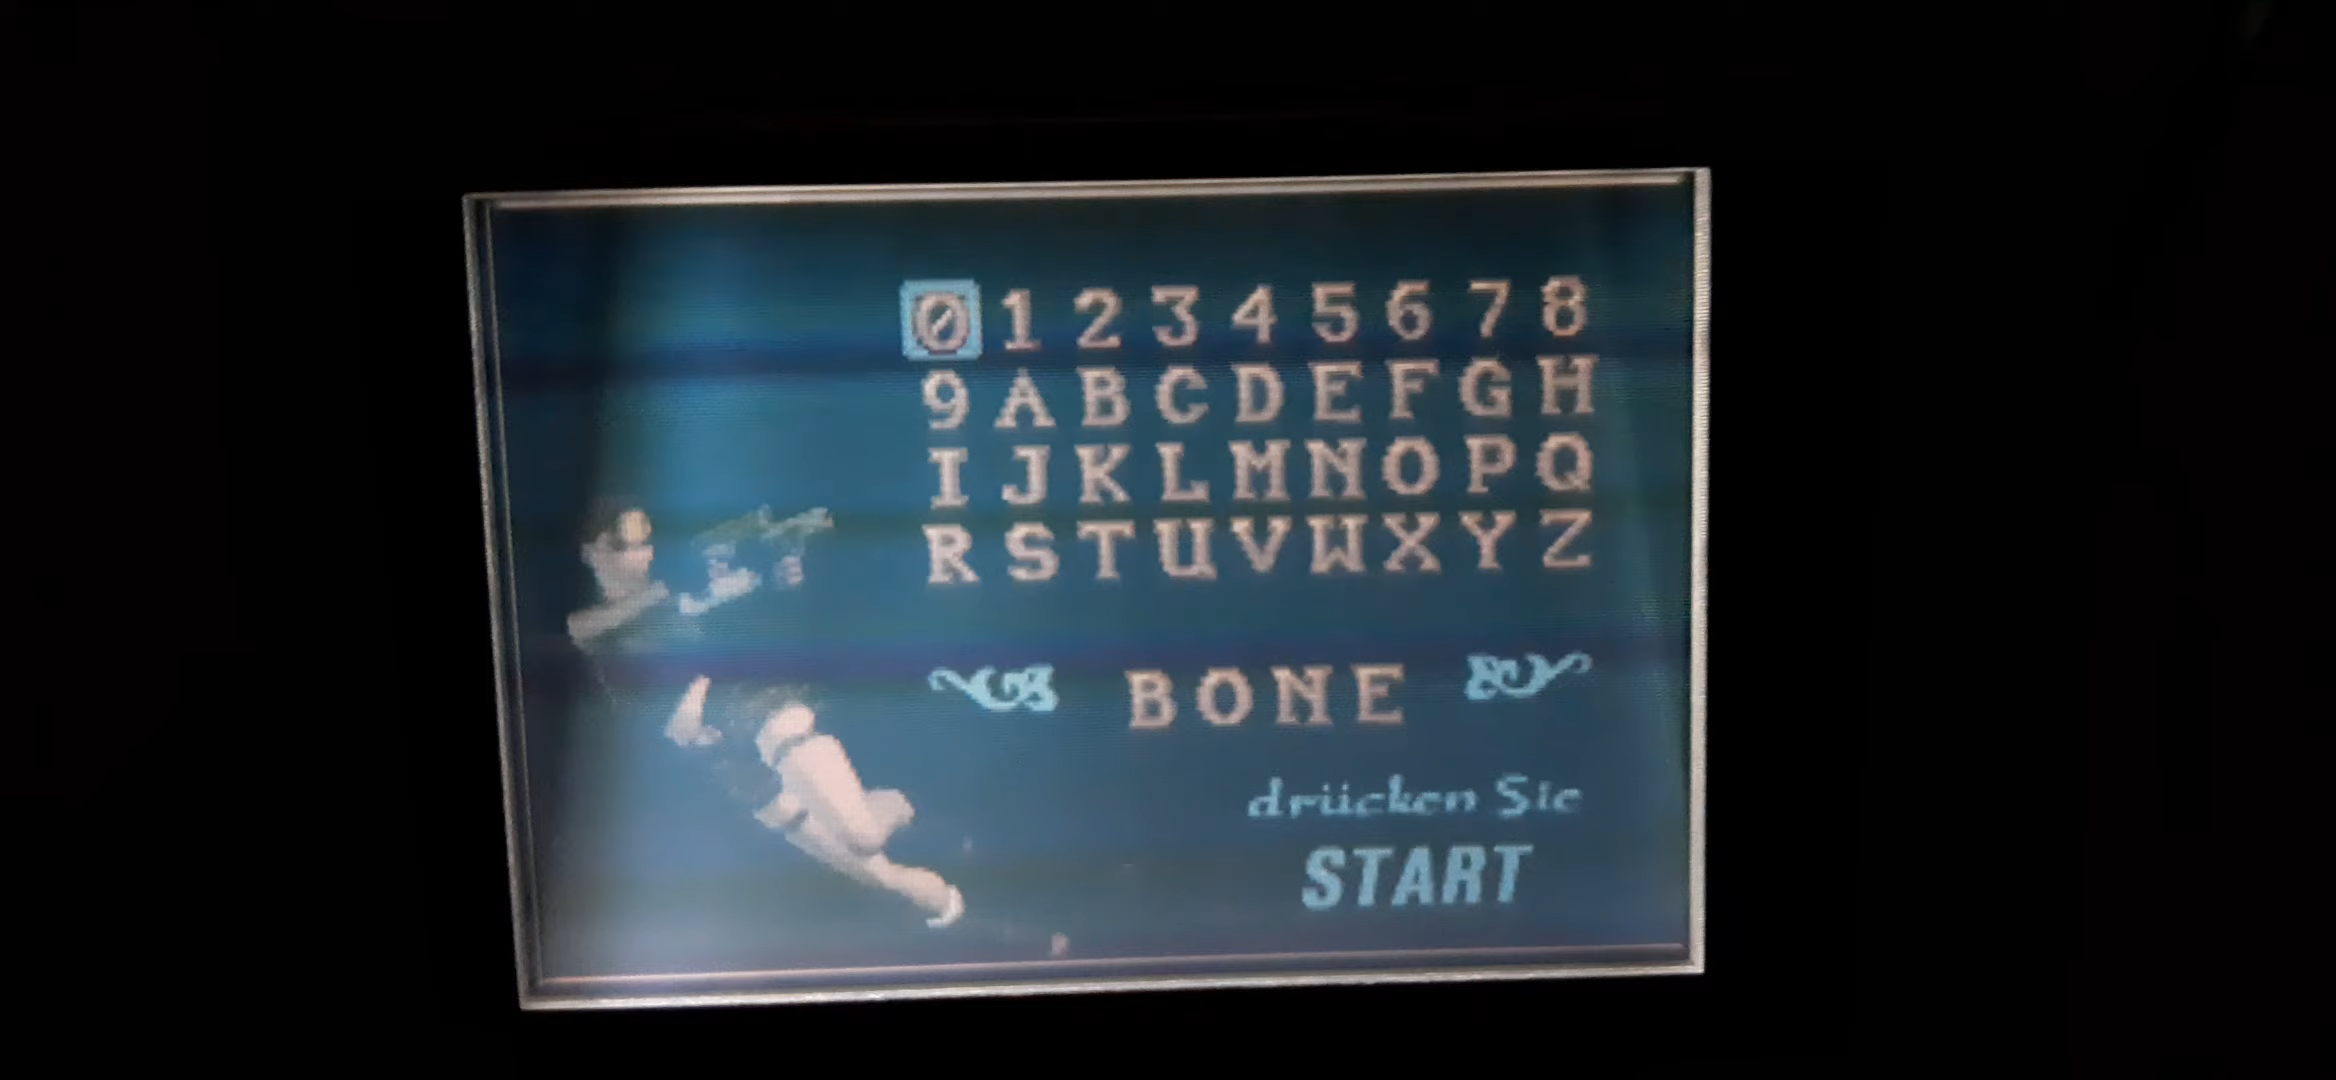 0 1 2 3 4 5 6 7 8
9 A B C D E F G H
I J K L M N O P Q
R S T U V W X Y Z
BONE
drücken Sie
START